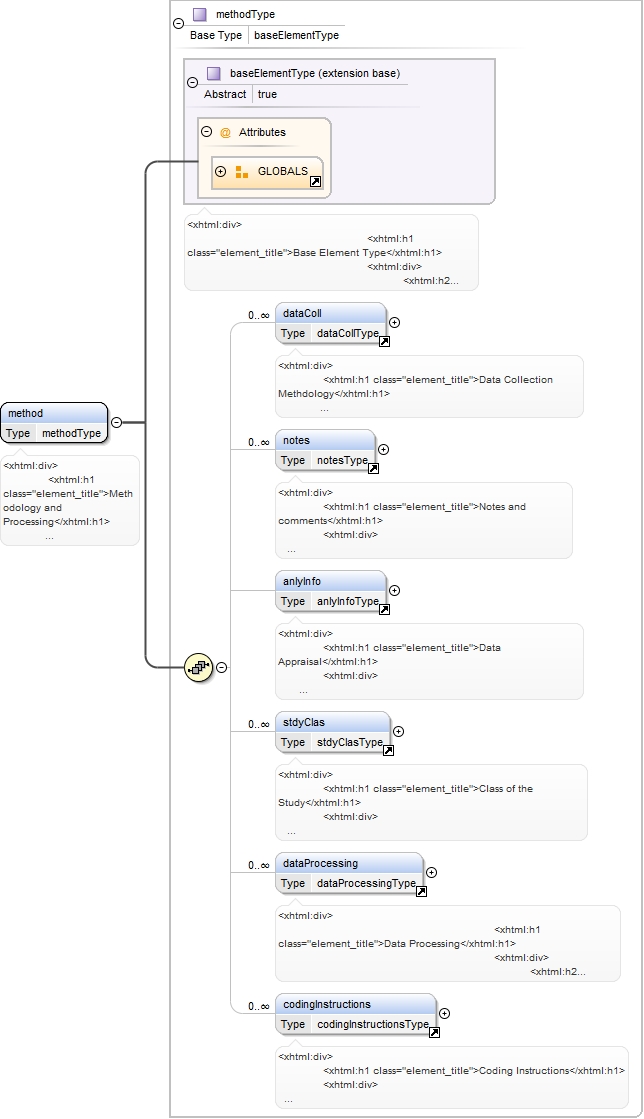 methodType
Base Type baseElementType
baseElementType (extension base)
Abstract true
@ Attributes
GLOBALS
<xhtml:div>
<xhtml:h1
class="element_title">Base Element Type</xhtml:h1>
<xhtml:div>
<xhtml:h2...
method
Type methodType
<xhtml:div>
<xhtml:h1
class="element_title">Meth
odology and
Processing</xhtml:h1>
...
0..∞ dataColl
Type dataCollType
<xhtml:div>
<xhtml:h1 class="element_title">Data Collection
Methdology</xhtml:h1>
...
0..∞ notes
Type notesType
<xhtml:div>
<xhtml:h1 class="element_title">Notes and
comments</xhtml:h1>
<xhtml:div>
...
anlyInfo
Type anlyInfoType
<xhtml:div>
<xhtml:h1 class="element_title">Data
Appraisal</xhtml:h1>
<xhtml:div>
...
0..∞ stdyClas
Type stdyClasType
<xhtml:div>
<xhtml:h1 class="element_title">Class of the
Study</xhtml:h1>
<xhtml:div>
...
0..∞ dataProcessing
Type dataProcessingType
<xhtml:div>
<xhtml:h1
class="element_title">Data Processing</xhtml:h1>
<xhtml:div>
<xhtml:h2...
0..∞ codingInstructions
Type codingInstructionsType
<xhtml:div>
<xhtml:h1 class="element_title">Coding Instructions</xhtml:h1>
<xhtml:div>
...